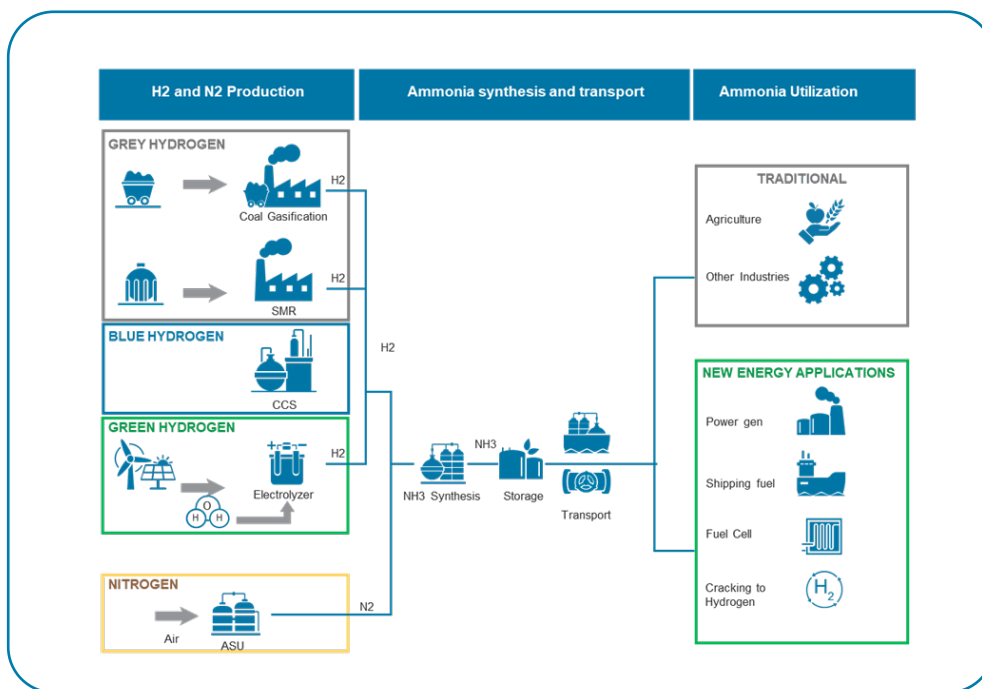 H2 and N2 Production
Ammonia synthesis and transport
Ammonia Utilization
GREY HYDROGEN
H2
Coal Gasification
H2
SMR
BLUE HYDROGEN
H2
CCS
GREEN HYDROGEN
H2
Electrolyzer
O
H H
NITROGEN
N2
Air
ASU
NH3
NH3 Synthesis
Storage
Transport
TRADITIONAL
Agriculture
Other Industries
NEW ENERGY APPLICATIONS
Power gen
Shipping fuel
Fuel Cell
Cracking to
Hydrogen
H2